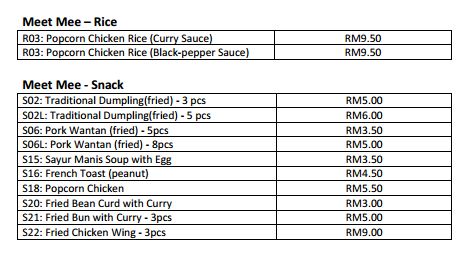 Meet Mee – Rice
R03: Popcorn Chicken Rice (Curry Sauce) RM9.50
R03: Popcorn Chicken Rice (Black-pepper Sauce) RM9.50
Meet Mee - Snack
S02: Traditional Dumpling(fried) - 3 pcs RM5.00
S02L: Traditional Dumpling(fried) - 5 pcs RM6.00
S06: Pork Wantan (fried) - 5pcs RM3.50
S06L: Pork Wantan (fried) - 8pcs RM5.00
S15: Sayur Manis Soup with Egg RM3.50
S16: French Toast (peanut) RM4.50
S18: Popcorn Chicken RM5.50
S20: Fried Bean Curd with Curry RM3.00
S21: Fried Bun with Curry - 3pcs RM5.00
S22: Fried Chicken Wing - 3pcs RM9.00